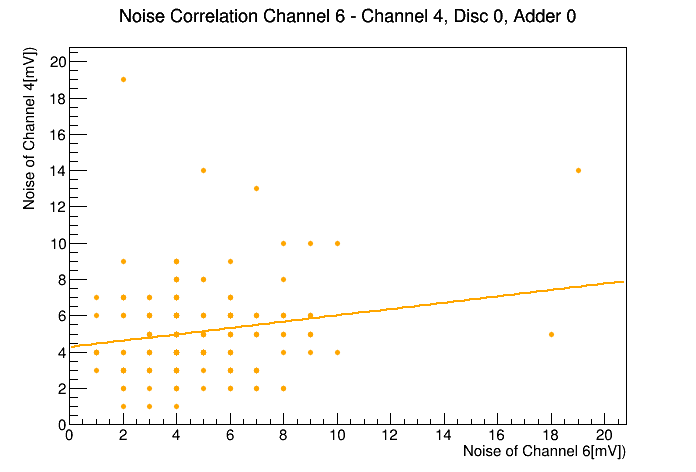 Noise Correlation Channel 6 - Channel 4, Disc 0, Adder 0
Noise of Channel 4[mV])
20
18
16
14
12
10
8
6
4
2
0
0 2 4 6 8 10 12 14 16 18 20
Noise of Channel 6[mV])